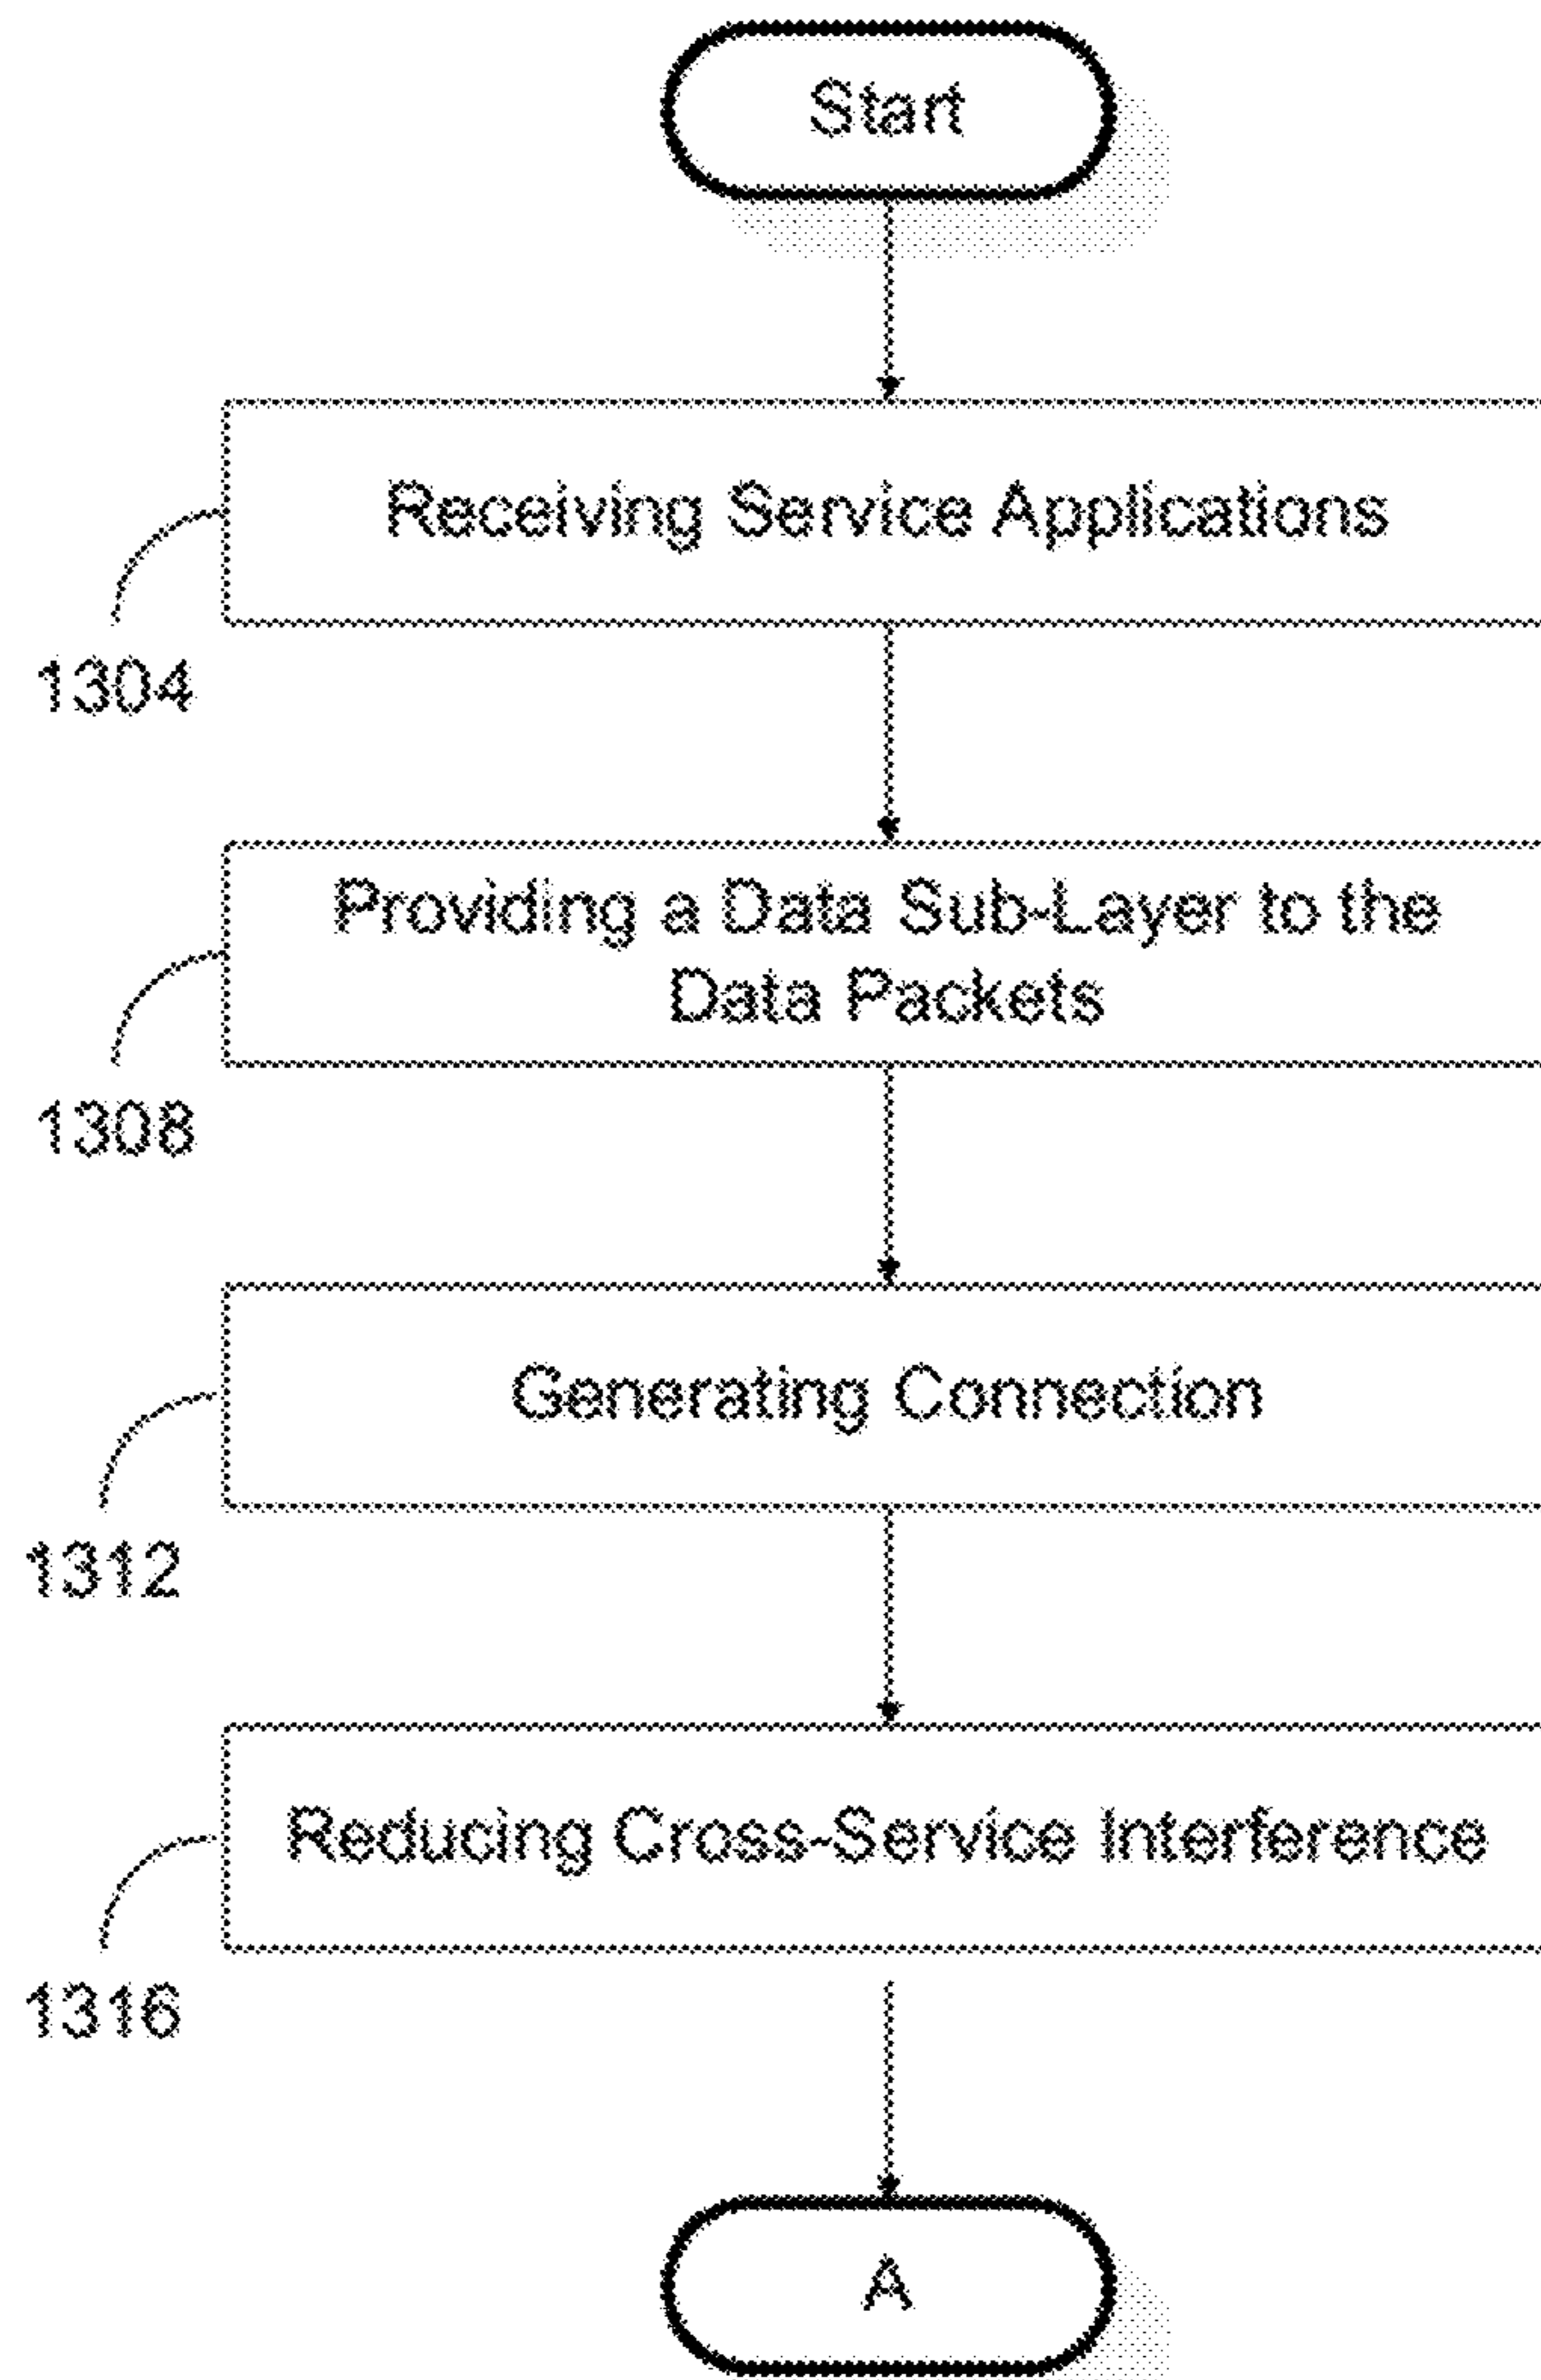 Start
Receiving Service Applications
1304
Providing a Data Sub-Layer to the
Data Packets
1308
Generating Connection
1312
Reducing Cross-Service Interference
1316
A